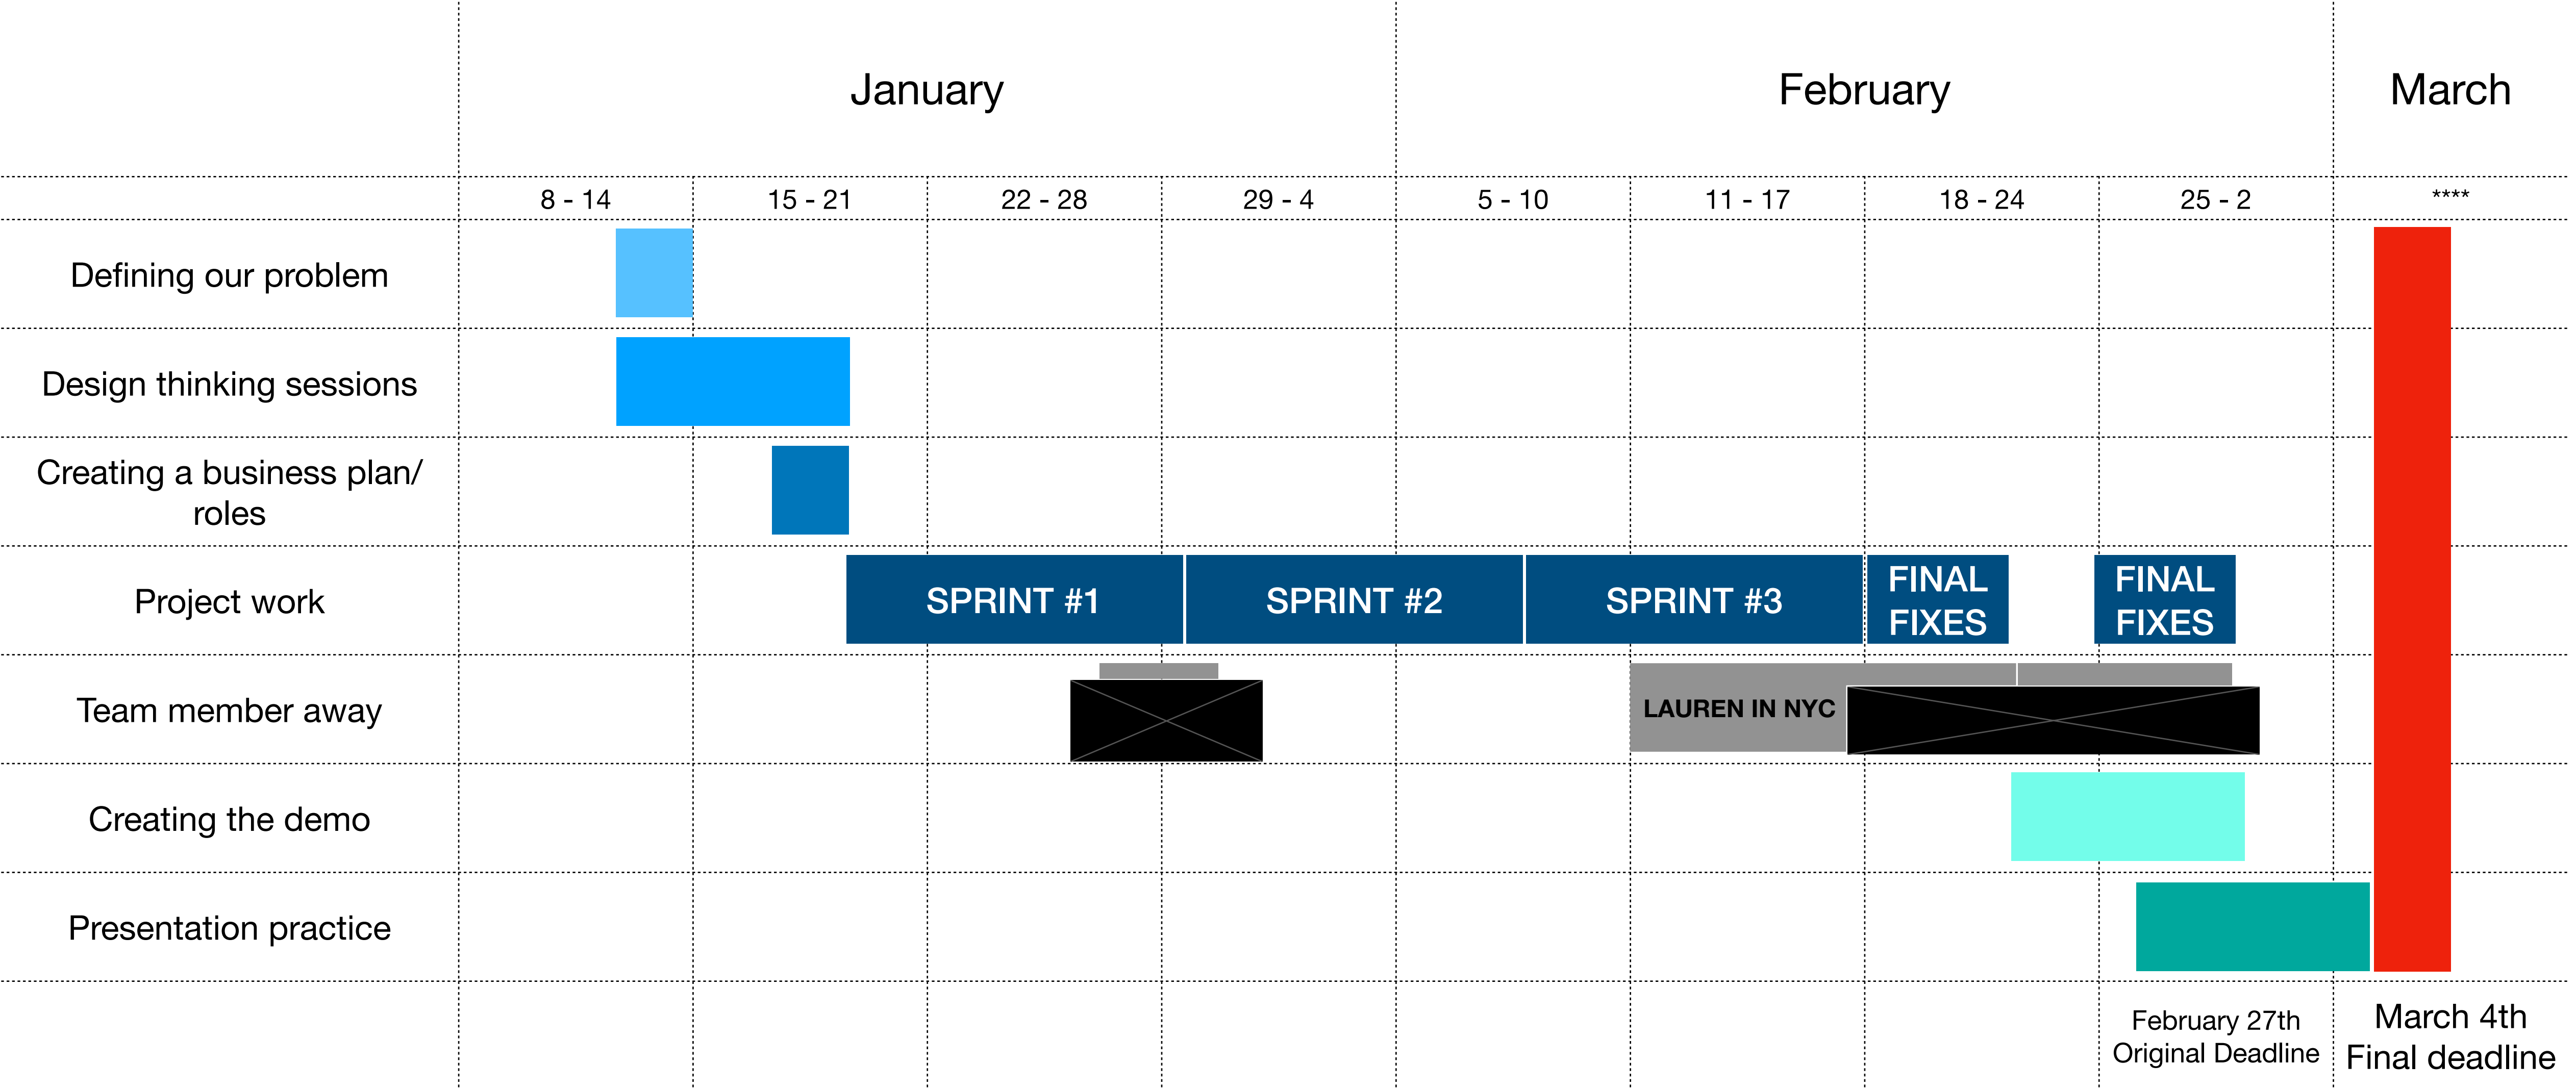 January
February
March
8 - 14
15 - 21
22 - 28
29 - 4
5 - 10
11 - 17
18 - 24
25 - 2
****
Defining our problem
Design thinking sessions
Creating a business plan/
roles
Project work
SPRINT #1
SPRINT #2
SPRINT #3
FINAL
FIXES
FINAL
FIXES
Team member away
LAUREN IN NYC
Creating the demo
Presentation practice
February 27th
Original Deadline
March 4th
Final deadline